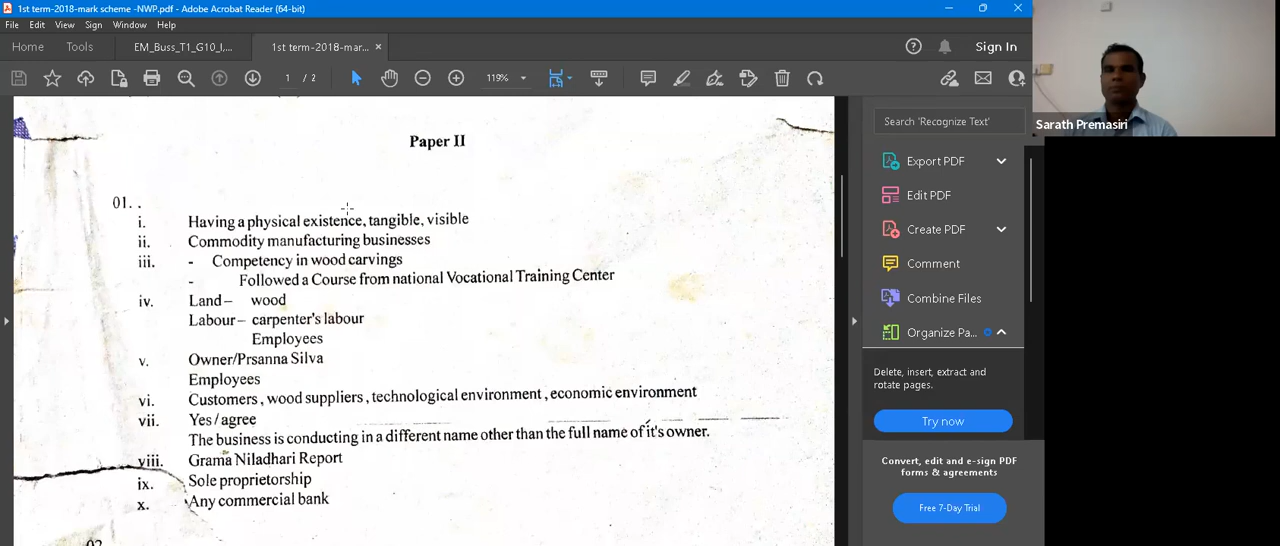 1st term-2018-mark scheme -NWP.pdf - Adobe Acrobat Reader (64-bit)
File Edit View Sign Window Help
Home Tools EM_Buss_T1_G10_I,... 1st term-2018-mar... × Sign In
1 / 2 119%
Sarath Premasiri
Search 'Recognize Text'
Export PDF
Edit PDF
Create PDF
Comment
Combine Files
Organize Pa...
Delete, insert, extract and
rotate pages.
Try now
Convert, edit and e-sign PDF
forms & agreements
Free 7-Day Trial
Paper II
01. .
i. Having a physical existence, tangible, visible
ii. Commodity manufacturing businesses
iii. - Competency in wood carvings
- Followed a Course from national Vocational Training Center
iv. Land – wood
Labour – carpenter's labour
Employees
v. Owner/Prsanna Silva
Employees
vi. Customers , wood suppliers , technological environment , economic environment
vii. Yes / agree
The business is conducting in a different name other than the full name of it's owner.
viii. Grama Niladhari Report
ix. Sole proprietorship
x. Any commercial bank